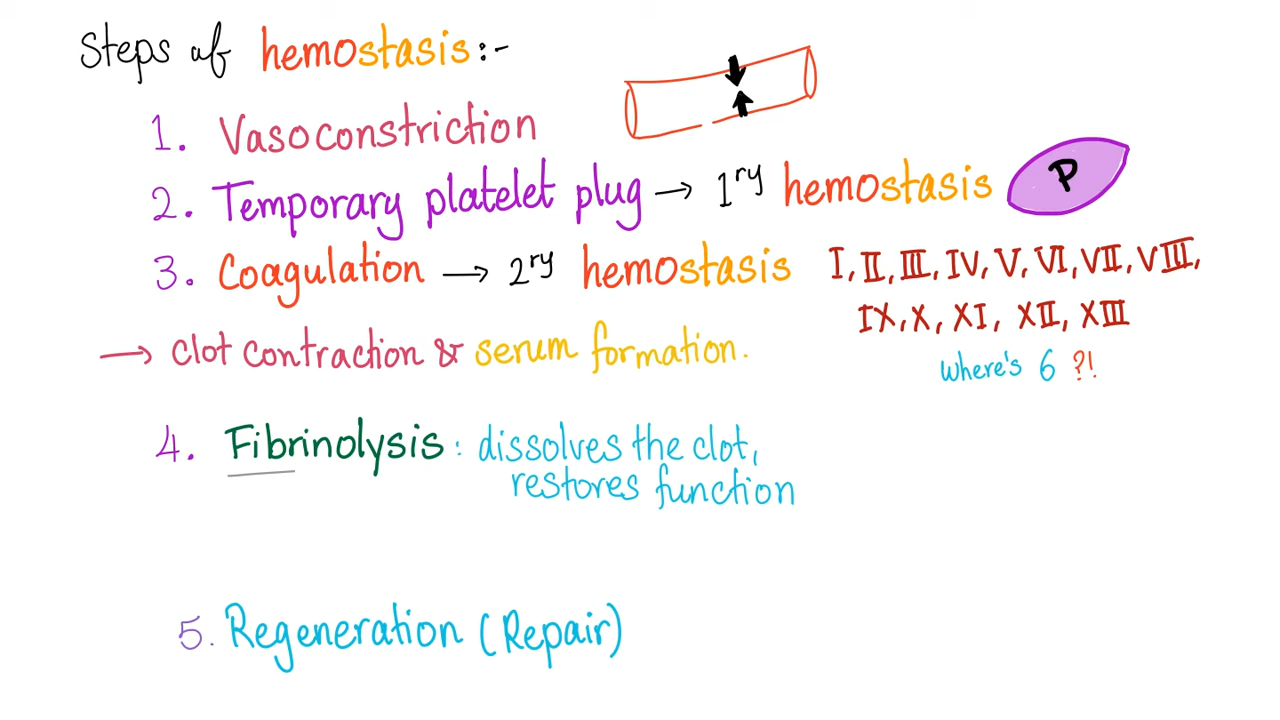 Steps of hemostasis:-
1. Vasoconstriction
2. Temporary platelet plug → 1ry hemostasis P
3. Coagulation → 2ry hemostasis I, II, III, IV, V, VI, VII, VIII,
IX, X, XI, XII, XIII
→ clot contraction & serum formation.
where's 6 ?!
4. Fibrinolysis: dissolves the clot,
restores function
5. Regeneration (Repair)